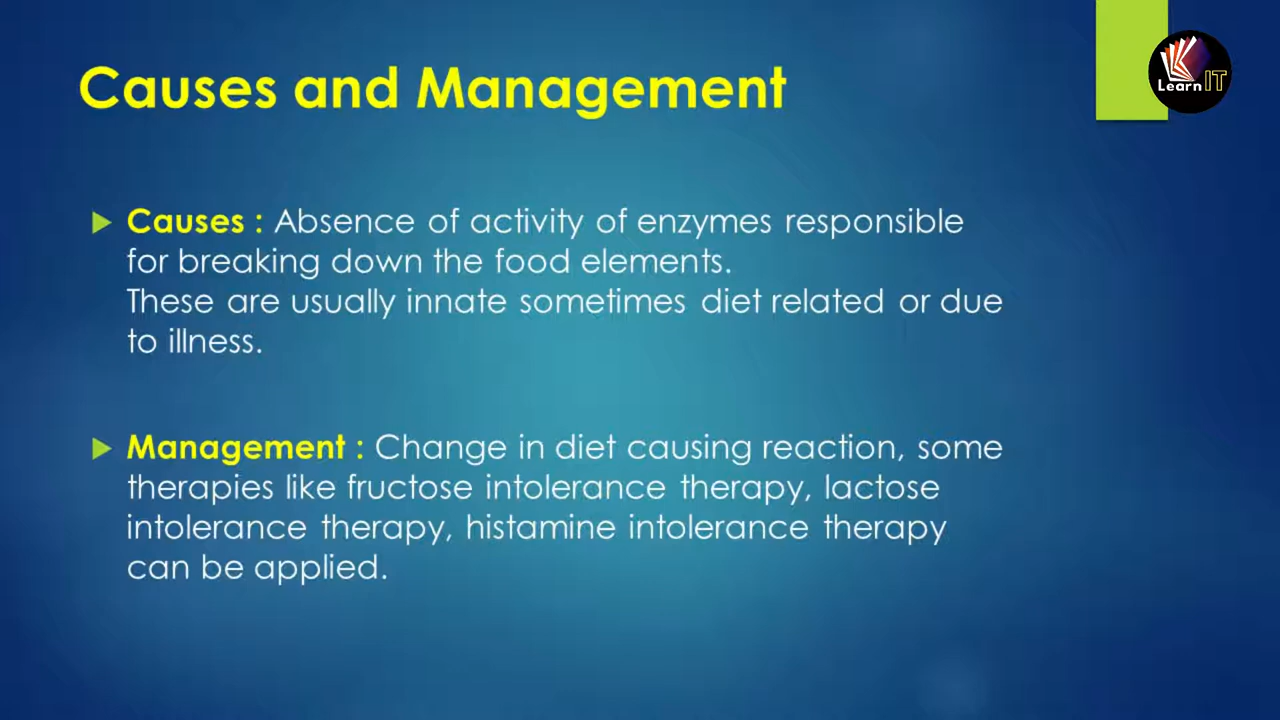 Causes and Management
Learn IT
Causes : Absence of activity of enzymes responsible
for breaking down the food elements.
These are usually innate sometimes diet related or due
to illness.
Management : Change in diet causing reaction, some
therapies like fructose intolerance therapy, lactose
intolerance therapy, histamine intolerance therapy
can be applied.